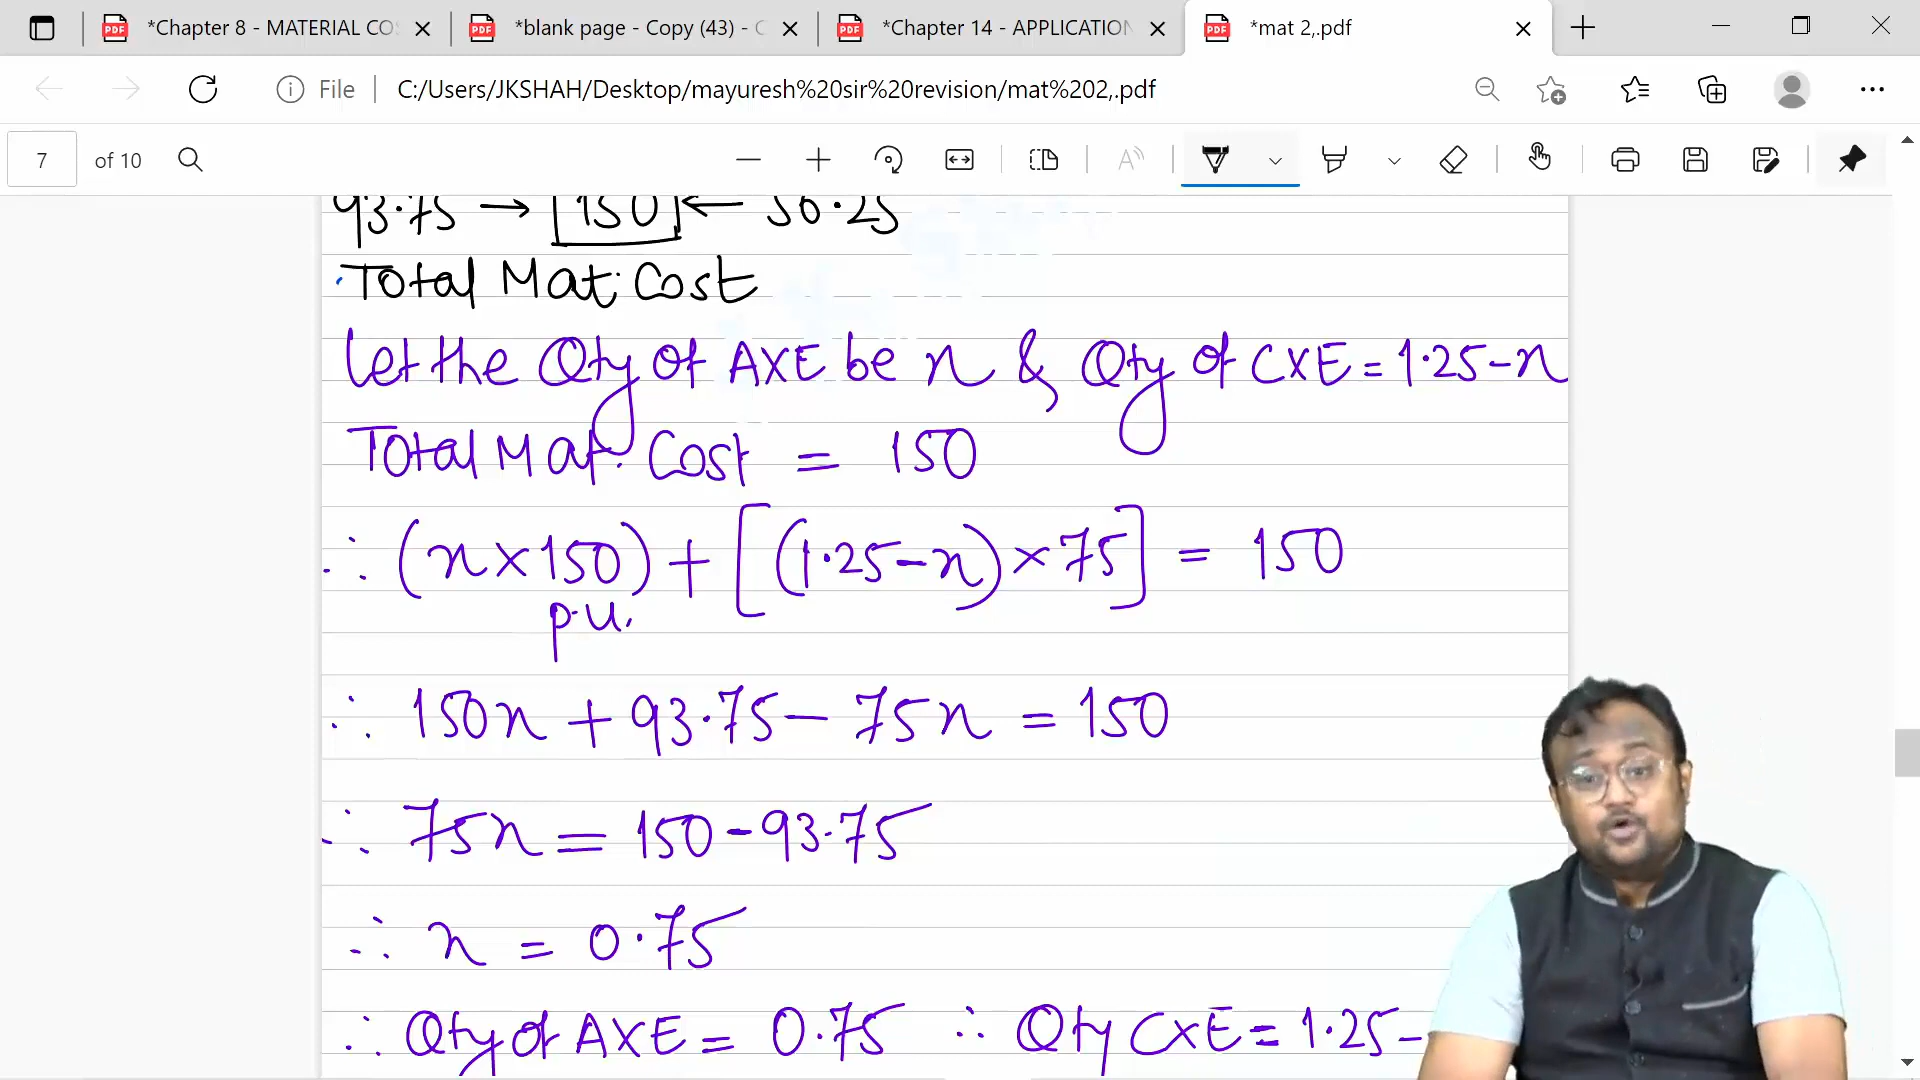 *Chapter 8 - MATERIAL CO
*blank page - Copy (43) - C
*Chapter 14 - APPLICATION
*mat 2,.pdf
File
C:/Users/JKSHAH/Desktop/mayuresh%20sir%20revision/mat%202,.pdf
7 of 10
93.75 → 150 ← 56.25
Total Mat. Cost
Let the Qty of AXE be n & Qty of CXE = 1.25-n
Total Mat. Cost = 150
∴ (n×150) + [(1.25-n)×75] = 150
p.u.
∴ 150n + 93.75 - 75n = 150
∴ 75n = 150 - 93.75
∴ n = 0.75
∴ Qty of AXE = 0.75 ∴ Qty CXE = 1.25-